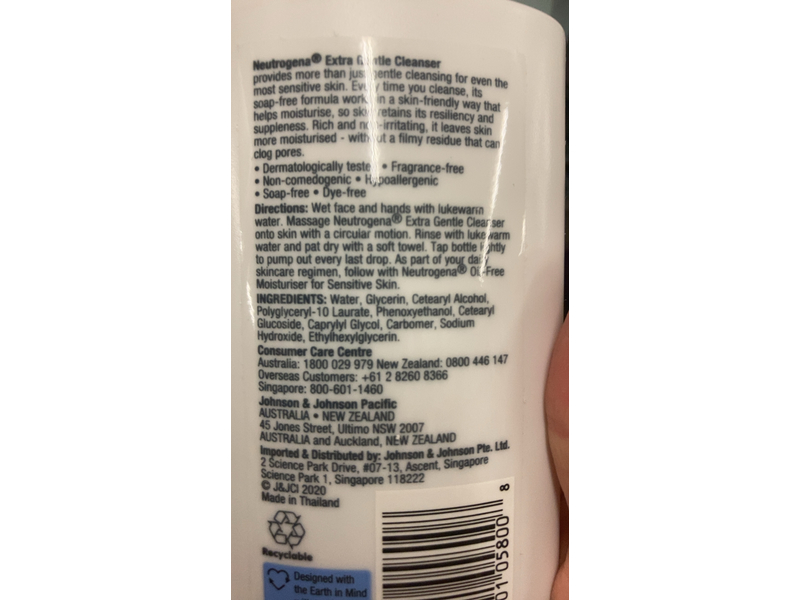 Neutrogena® Extra Gentle Cleanser
provides more than just gentle cleansing for even the
most sensitive skin. Every time you cleanse, its
soap-free formula works in a skin-friendly way that
helps moisturise, so skin retains its resiliency and
suppleness. Rich and non-irritating, it leaves skin
more moisturised - without a filmy residue that can
clog pores.
• Dermatologically tested • Fragrance-free
• Non-comedogenic • Hypoallergenic
• Soap-free • Dye-free
Directions: Wet face and hands with lukewarm
water. Massage Neutrogena® Extra Gentle Cleanser
onto skin with a circular motion. Rinse with lukewarm
water and pat dry with a soft towel. Tap bottle lightly
to pump out every last drop. As part of your daily
skincare regimen, follow with Neutrogena® Oil-Free
Moisturiser for Sensitive Skin.
INGREDIENTS: Water, Glycerin, Cetearyl Alcohol,
Polyglyceryl-10 Laurate, Phenoxyethanol, Cetearyl
Glucoside, Caprylyl Glycol, Carbomer, Sodium
Hydroxide, Ethylhexylglycerin.
Consumer Care Centre
Australia: 1800 029 979 New Zealand: 0800 446 147
Overseas Customers: +61 2 8260 8366
Singapore: 800-601-1460
Johnson & Johnson Pacific
AUSTRALIA • NEW ZEALAND
45 Jones Street, Ultimo NSW 2007
AUSTRALIA and Auckland, NEW ZEALAND
Imported & Distributed by: Johnson & Johnson Pte. Ltd.
2 Science Park Drive, #07-13, Ascent, Singapore
Science Park 1, Singapore 118222
© J&JCI 2020
Made in Thailand
Recyclable
Designed with
the Earth in Mind
01 05800 8